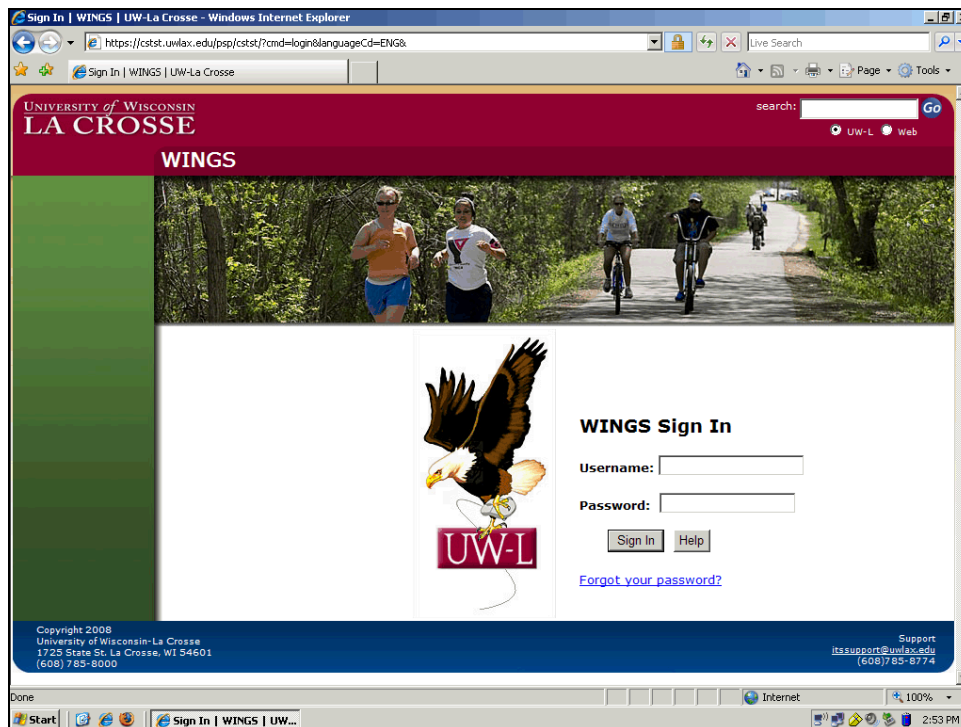 Sign In | WINGS | UW-La Crosse - Windows Internet Explorer
https://cstst.uwlax.edu/psp/cstst/?cmd=login&languageCd=ENG&
Live Search
Sign In | WINGS | UW-La Crosse
Page
Tools
UNIVERSITY of WISCONSIN
LA CROSSE
search:
Go
UW-L
Web
WINGS
WINGS Sign In
Username:
Password:
Sign In
Help
Forgot your password?
UW-L
Copyright 2008
University of Wisconsin-La Crosse
1725 State St. La Crosse, WI 54601
(608) 785-8000
Support
itssupport@uwlax.edu
(608)785-8774
Done
Internet
100%
Start
Sign In | WINGS | UW...
2:53 PM